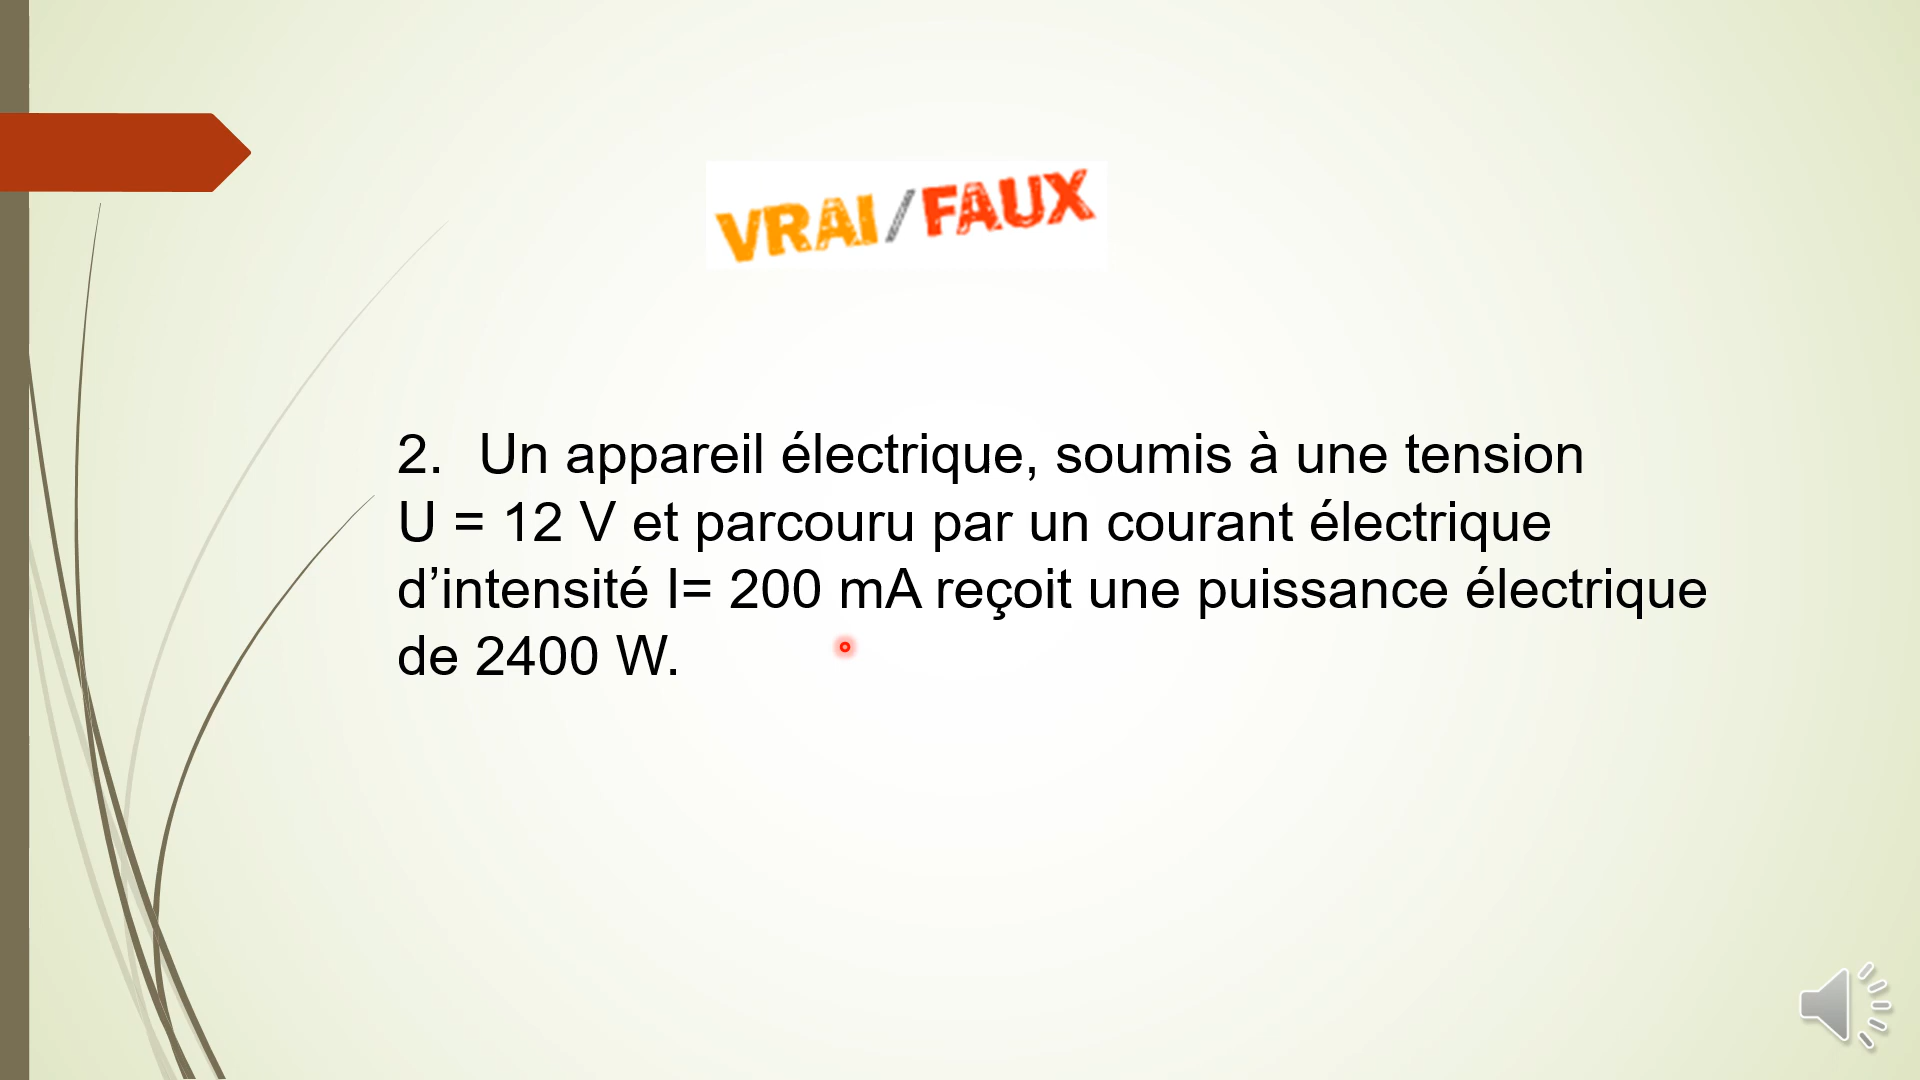 VRAI/FAUX
2. Un appareil électrique, soumis à une tension
U = 12 V et parcouru par un courant électrique
d’intensité I= 200 mA reçoit une puissance électrique
de 2400 W.